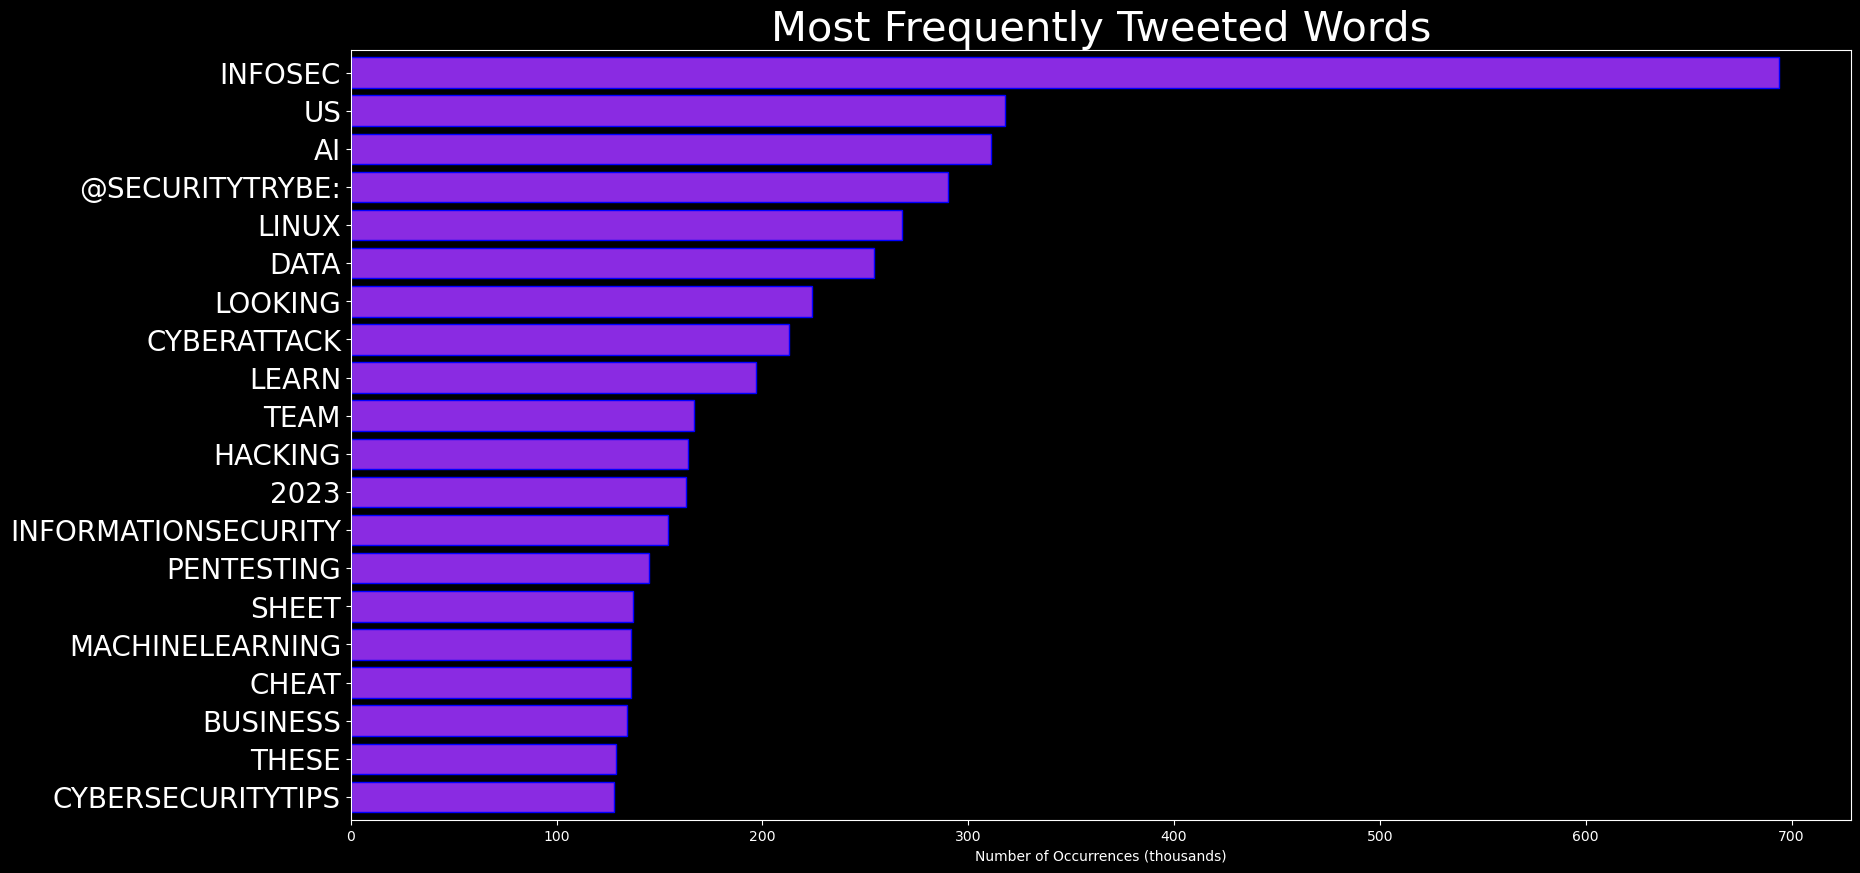 Most Frequently Tweeted Words
INFOSEC
US
AI
@SECURITYTRYBE:
LINUX
DATA
LOOKING
CYBERATTACK
LEARN
TEAM
HACKING
2023
INFORMATIONSECURITY
PENTESTING
SHEET
MACHINELEARNING
CHEAT
BUSINESS
THESE
CYBERSECURITYTIPS
0 100 200 300 400 500 600 700
Number of Occurrences (thousands)